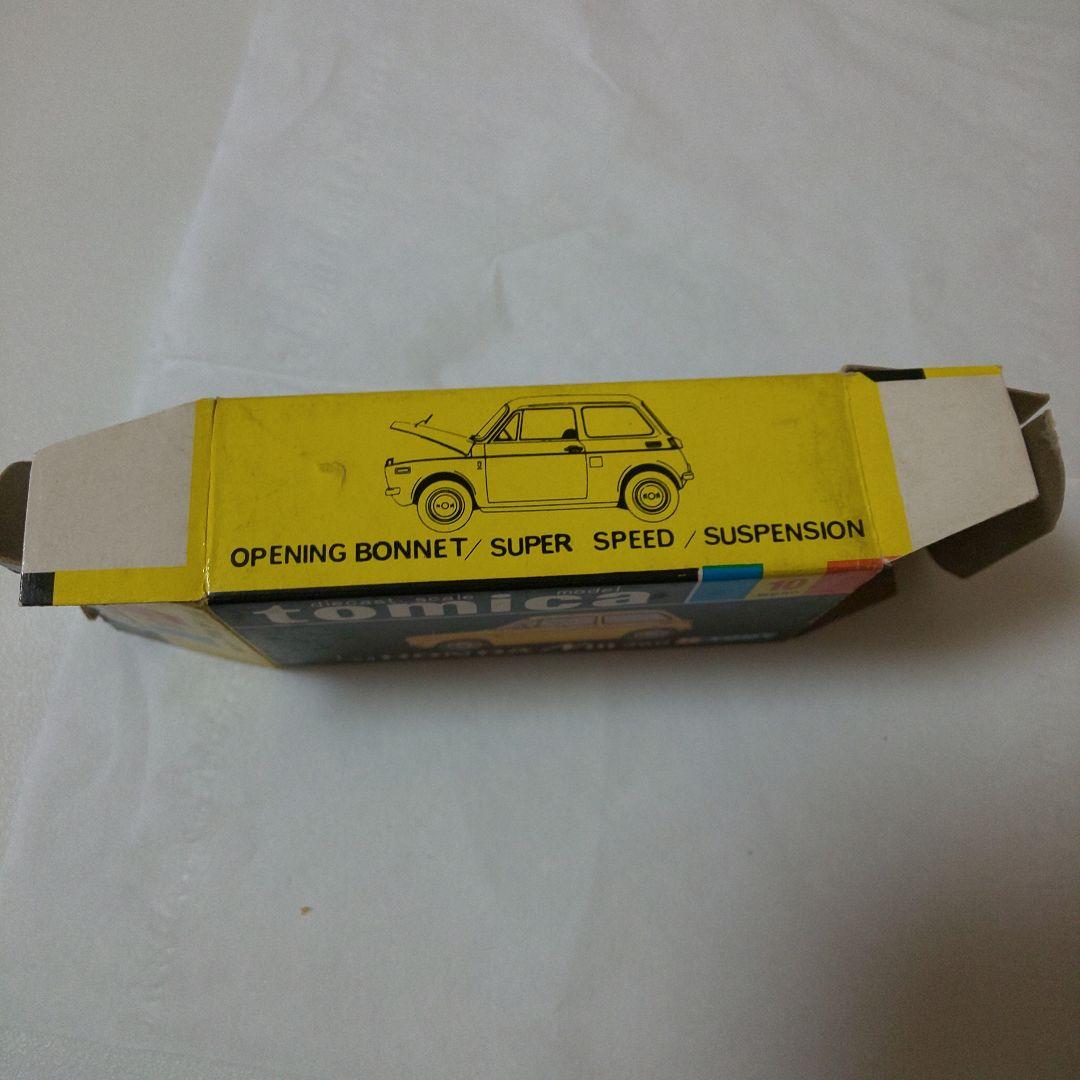 OPENING BONNET/ SUPER SPEED / SUSPENSION
diecast scale model
tomica
10